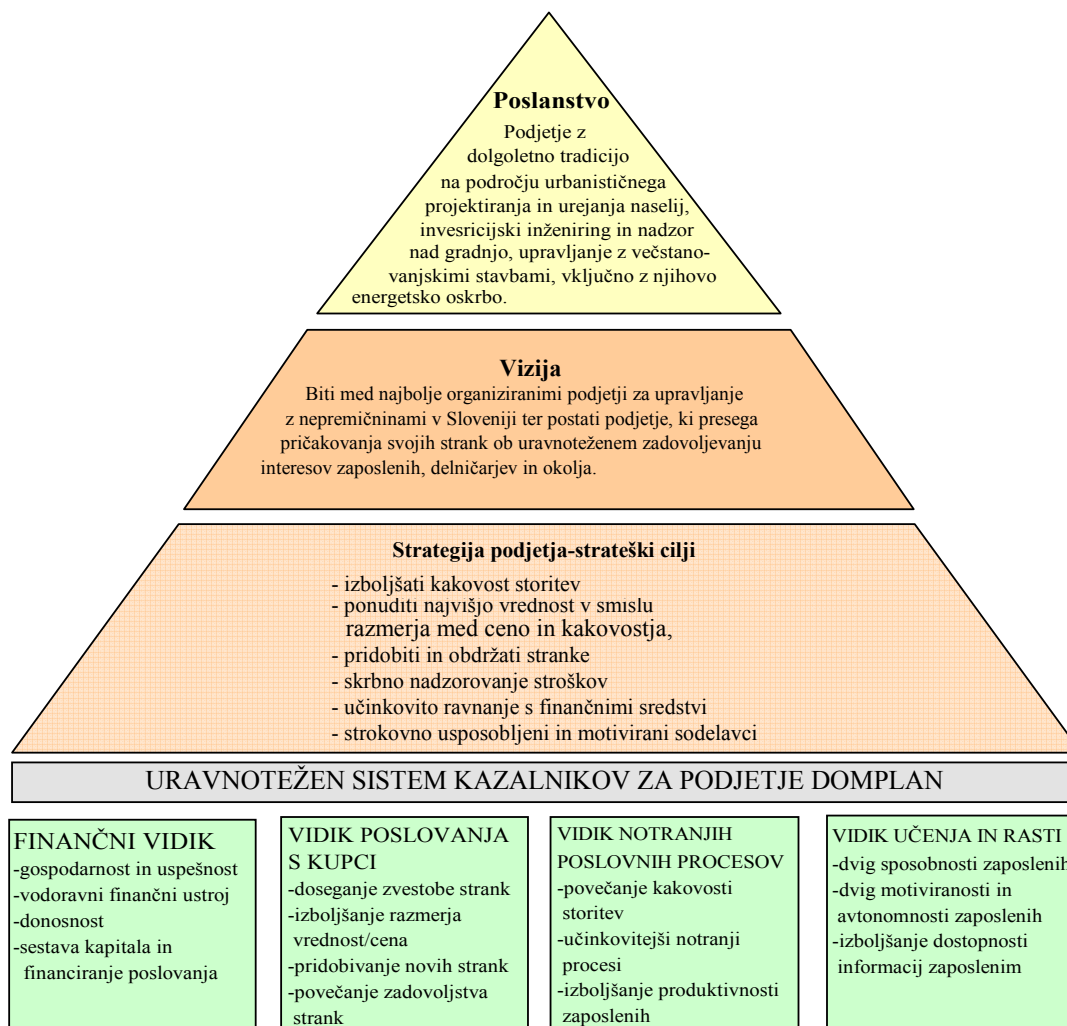 Poslanstvo
Podjetje z
dolgoletno tradicijo
na področju urbanističnega
projektiranja in urejanja naselij,
invesricijski inženiring in nadzor
nad gradnjo, upravljanje z večstano-
vanjskimi stavbami, vključno z njihovo
energetsko oskrbo.
Vizija
Biti med najbolje organiziranimi podjetji za upravljanje
z nepremičninami v Sloveniji ter postati podjetje, ki presega
pričakovanja svojih strank ob uravnoteženem zadovoljevanju
interesov zaposlenih, delničarjev in okolja.
Strategija podjetja-strateški cilji
- izboljšati kakovost storitev
- ponuditi najvišjo vrednost v smislu
razmerja med ceno in kakovostja,
- pridobiti in obdržati stranke
- skrbno nadzorovanje stroškov
- učinkovito ravnanje s finančnimi sredstvi
- strokovno usposobljeni in motivirani sodelavci
URAVNOTEŽEN SISTEM KAZALNIKOV ZA PODJETJE DOMPLAN
FINANČNI VIDIK
-gospodarnost in uspešnost
-vodoravni finančni ustroj
-donosnost
-sestava kapitala in
financiranje poslovanja
VIDIK POSLOVANJA
S KUPCI
-doseganje zvestobe strank
-izboljšanje razmerja
vrednost/cena
-pridobivanje novih strank
-povečanje zadovoljstva
strank
VIDIK NOTRANJIH
POSLOVNIH PROCESOV
-povečanje kakovosti
storitev
-učinkovitejši notranji
procesi
-izboljšanje produktivnosti
zaposlenih
VIDIK UČENJA IN RASTI
-dvig sposobnosti zaposlenih
-dvig motiviranosti in
avtonomnosti zaposlenih
-izboljšanje dostopnosti
informacij zaposlenim